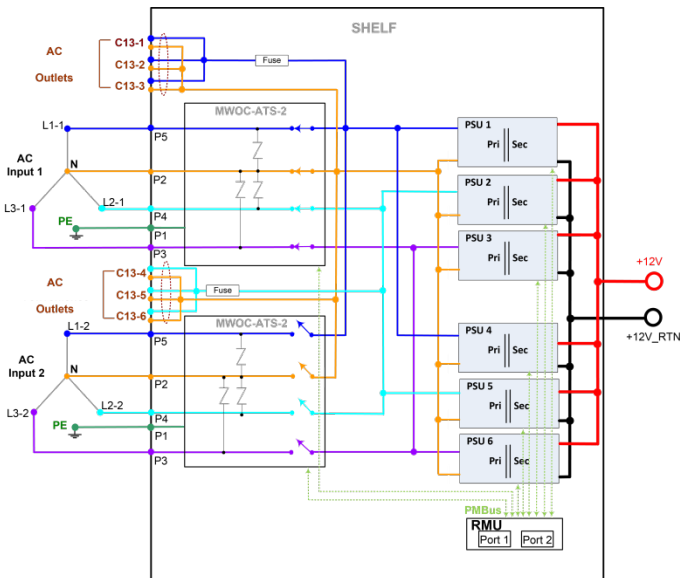 SHELF
AC
Outlets
C13-1
C13-2
C13-3
Fuse
MWOC-ATS-2
L1-1
P5
AC
Input 1
N
P2
L3-1
L2-1
P4
PE
P1
P3
PSU 1
Pri
Sec
PSU 2
Pri
Sec
PSU 3
Pri
Sec
AC
Outlets
C13-4
C13-5
C13-6
Fuse
+12V
+12V_RTN
MWOC-ATS-2
L1-2
P5
AC
Input 2
N
P2
L3-2
L2-2
P4
PE
P1
P3
PSU 4
Pri
Sec
PSU 5
Pri
Sec
PSU 6
Pri
Sec
PMBus
RMU
Port 1
Port 2